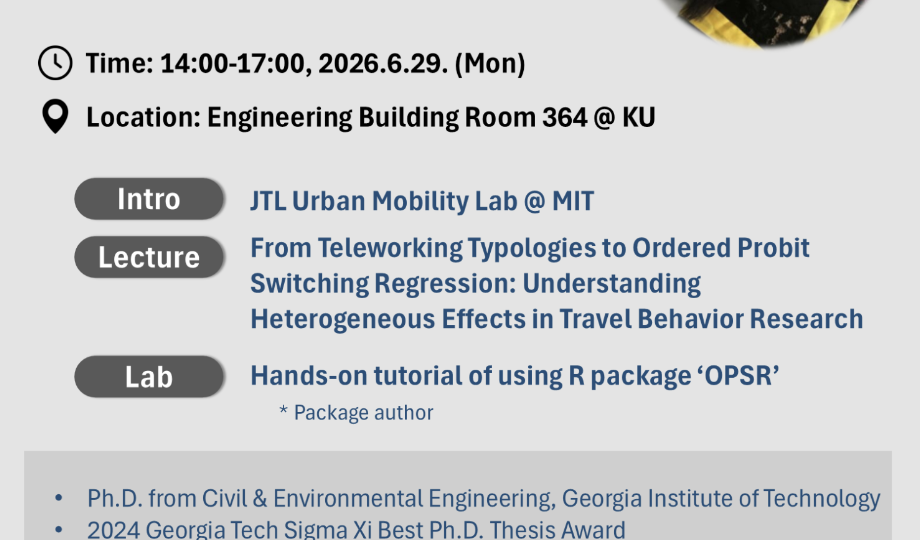 Time: 14:00-17:00, 2026.6.29. (Mon)
Location: Engineering Building Room 364 @ KU
Intro
JTL Urban Mobility Lab @ MIT
Lecture
From Teleworking Typologies to Ordered Probit
Switching Regression: Understanding
Heterogeneous Effects in Travel Behavior Research
Lab
Hands-on tutorial of using R package ‘OPSR’
* Package author
• Ph.D. from Civil & Environmental Engineering, Georgia Institute of Technology
• 2024 Georgia Tech Sigma Xi Best Ph.D. Thesis Award